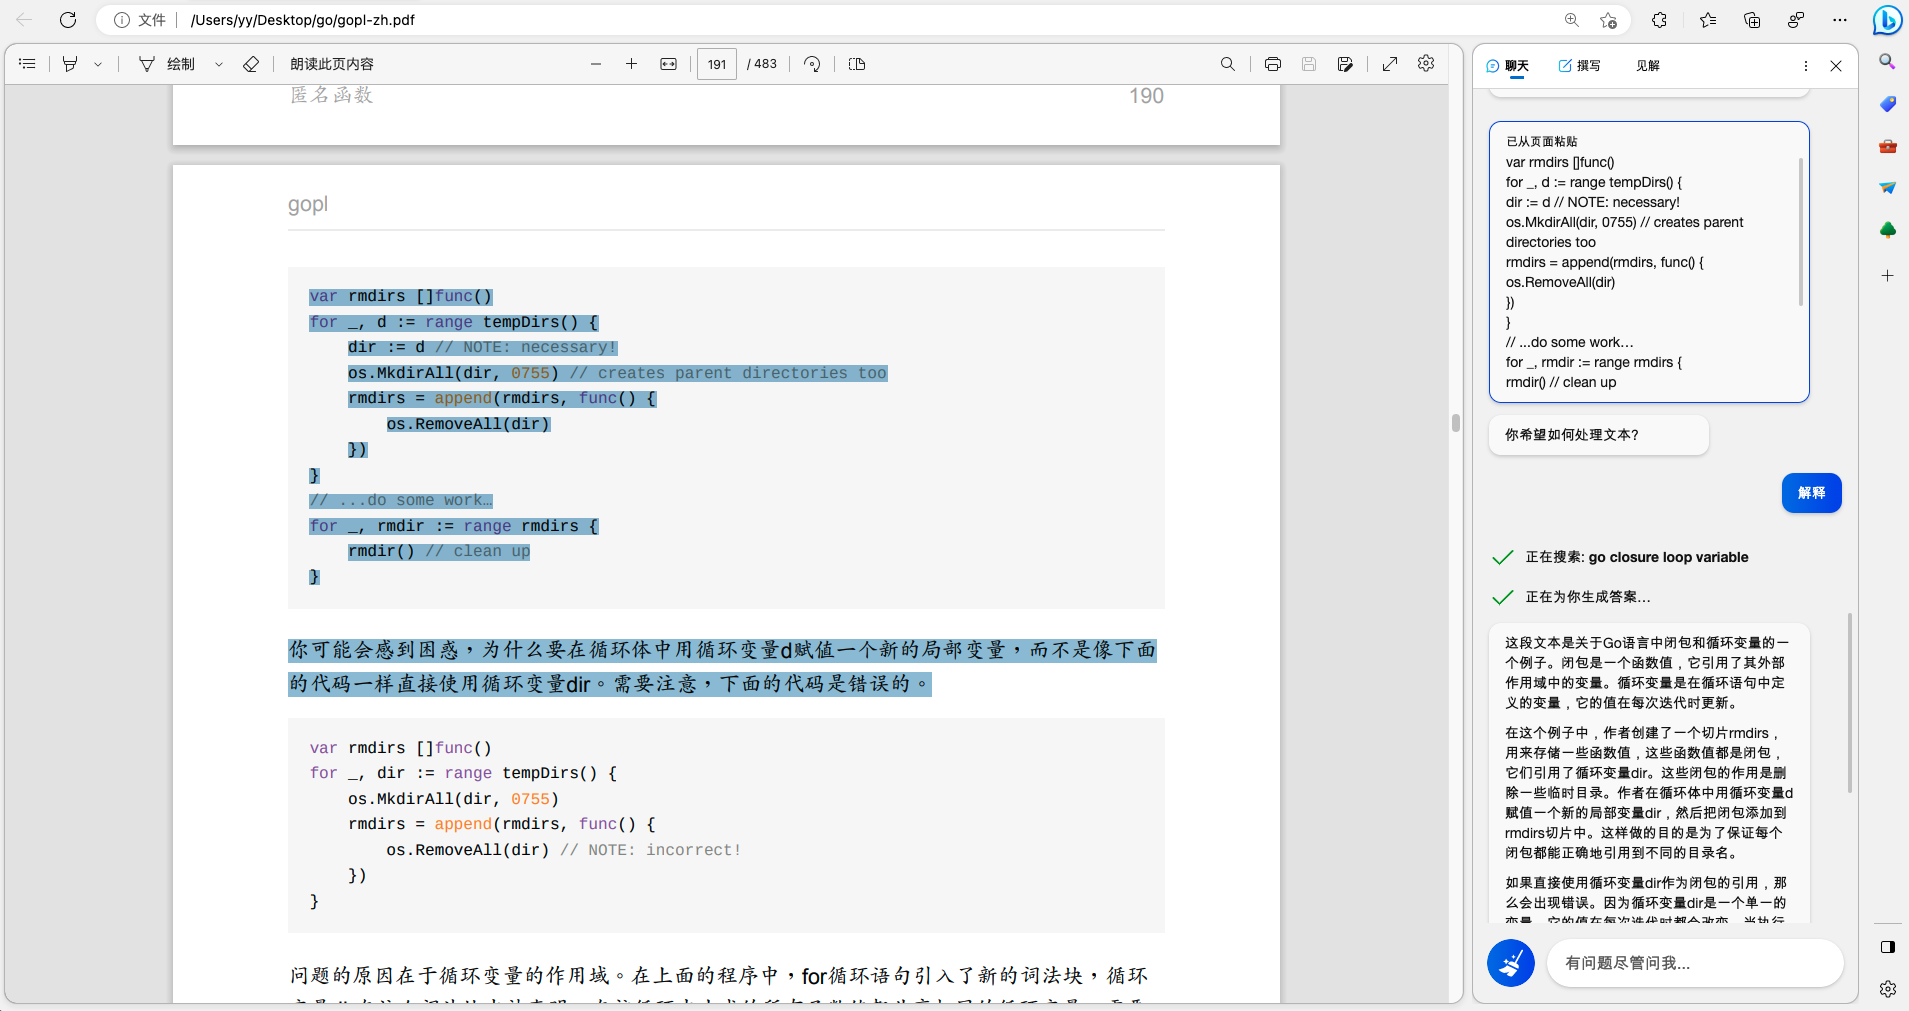 文件 /Users/yy/Desktop/go/gopl-zh.pdf
绘制 朗读此页内容 191 / 483
匿名函数 190
gopl
var rmdirs []func()
for _, d := range tempDirs() {
dir := d // NOTE: necessary!
os.MkdirAll(dir, 0755) // creates parent directories too
rmdirs = append(rmdirs, func() {
os.RemoveAll(dir)
})
}
// ...do some work…
for _, rmdir := range rmdirs {
rmdir() // clean up
}
你可能会感到困惑，为什么要在循环体中用循环变量d赋值一个新的局部变量，而不是像下面
的代码一样直接使用循环变量dir。需要注意，下面的代码是错误的。
var rmdirs []func()
for _, dir := range tempDirs() {
os.MkdirAll(dir, 0755)
rmdirs = append(rmdirs, func() {
os.RemoveAll(dir) // NOTE: incorrect!
})
}
问题的原因在于循环变量的作用域。在上面的程序中，for循环语句引入了新的词法块，循环
聊天 撰写 见解
已从页面粘贴
var rmdirs []func()
for _, d := range tempDirs() {
dir := d // NOTE: necessary!
os.MkdirAll(dir, 0755) // creates parent
directories too
rmdirs = append(rmdirs, func() {
os.RemoveAll(dir)
})
}
// ...do some work…
for _, rmdir := range rmdirs {
rmdir() // clean up
你希望如何处理文本?
解释
正在搜索: go closure loop variable
正在为你生成答案...
这段文本是关于Go语言中闭包和循环变量的一
个例子。闭包是一个函数值，它引用了其外部
作用域中的变量。循环变量是在循环语句中定
义的变量，它的值在每次迭代时更新。
在这个例子中，作者创建了一个切片rmdirs，
用来存储一些函数值，这些函数值都是闭包，
它们引用了循环变量dir。这些闭包的作用是删
除一些临时目录。作者在循环体中用循环变量d
赋值一个新的局部变量dir，然后把闭包添加到
rmdirs切片中。这样做的目的是为了保证每个
闭包都能正确地引用到不同的目录名。
如果直接使用循环变量dir作为闭包的引用，那
么会出现错误。因为循环变量dir是一个单一的
变量，它的值在每次迭代时都会改变。当执行
有问题尽管问我...